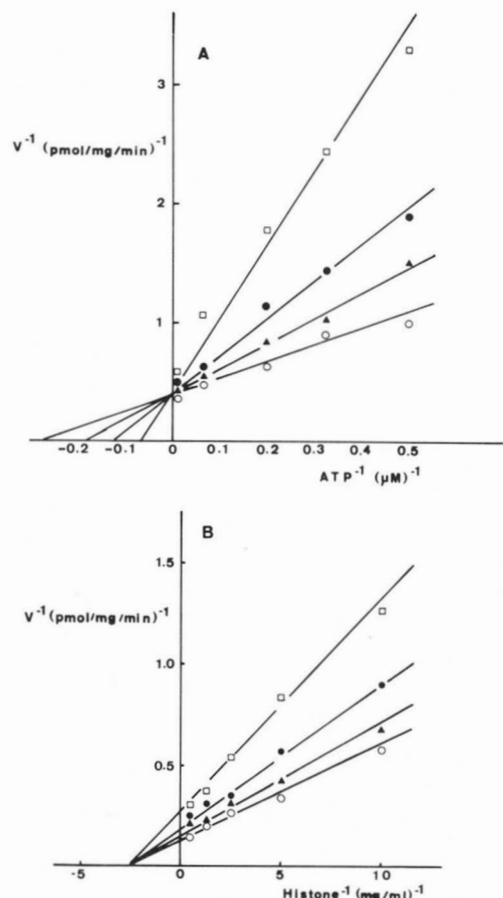 A
3
V⁻¹ (pmol/mg/min)⁻¹
2
1
-0.2 -0.1 0 0.1 0.2 0.3 0.4 0.5
ATP⁻¹ (µM)⁻¹
B
1.5
V⁻¹ (pmol/mg/min)⁻¹
1.0
0.5
-5 0 5 10
Histone⁻¹ (mg/ml)⁻¹